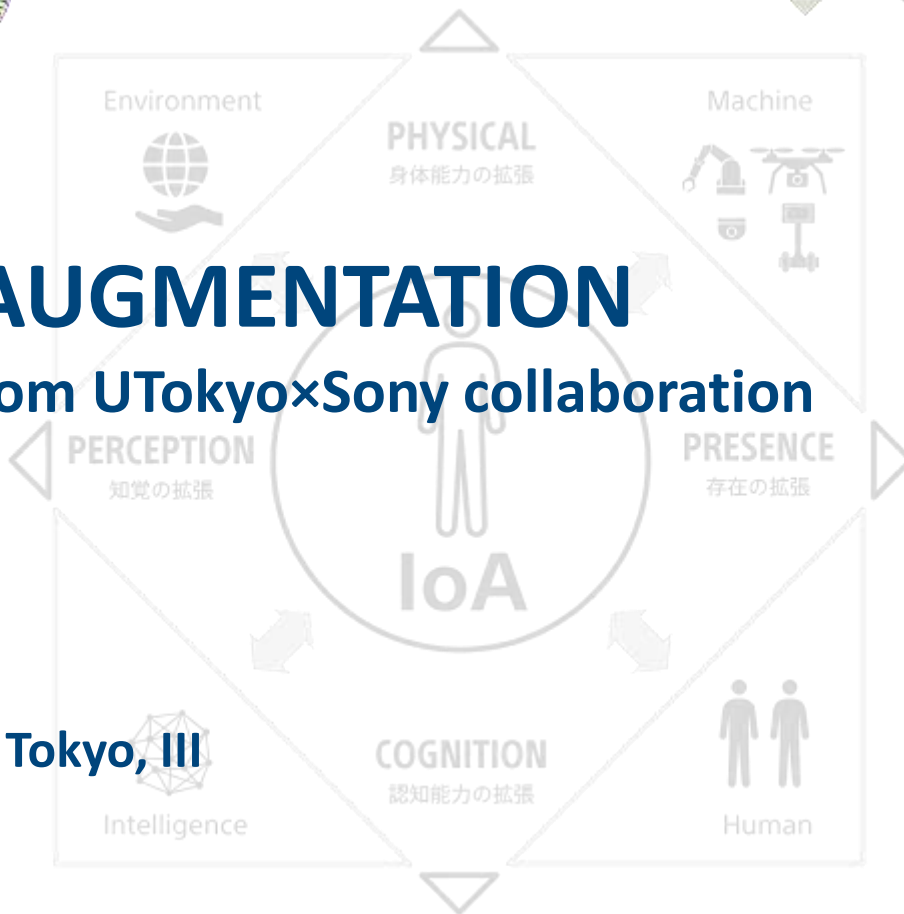 Environment
Machine
PHYSICAL
身体能力の拡張
AUGMENTATION
om UTokyo×Sony collaboration
PERCEPTION
知覚の拡張
PRESENCE
存在の拡張
IoA
Tokyo, III
COGNITION
認知能力の拡張
Intelligence
Human